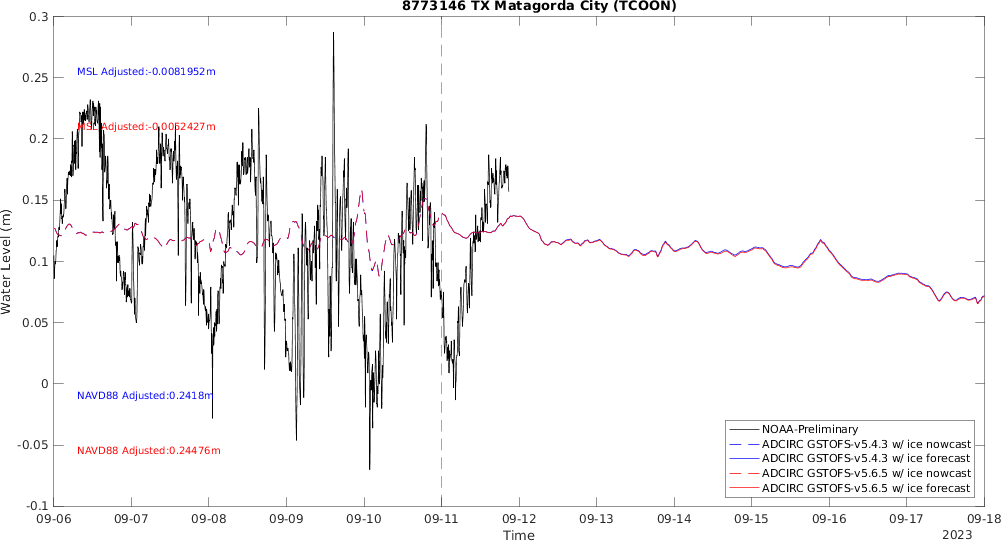 8773146 TX Matagorda City (TCOON)
0.3
0.25
0.2
0.15
0.1
0.05
0
-0.05
-0.1
Water Level (m)
MSL Adjusted:-0.0081952m
MSL Adjusted:-0.0052427m
NAVD88 Adjusted:0.2418m
NAVD88 Adjusted:0.24476m
NOAA-Preliminary
ADCIRC GSTOFS-v5.4.3 w/ ice nowcast
ADCIRC GSTOFS-v5.4.3 w/ ice forecast
ADCIRC GSTOFS-v5.6.5 w/ ice nowcast
ADCIRC GSTOFS-v5.6.5 w/ ice forecast
09-06 09-07 09-08 09-09 09-10 09-11 09-12 09-13 09-14 09-15 09-16 09-17 09-18
Time
2023